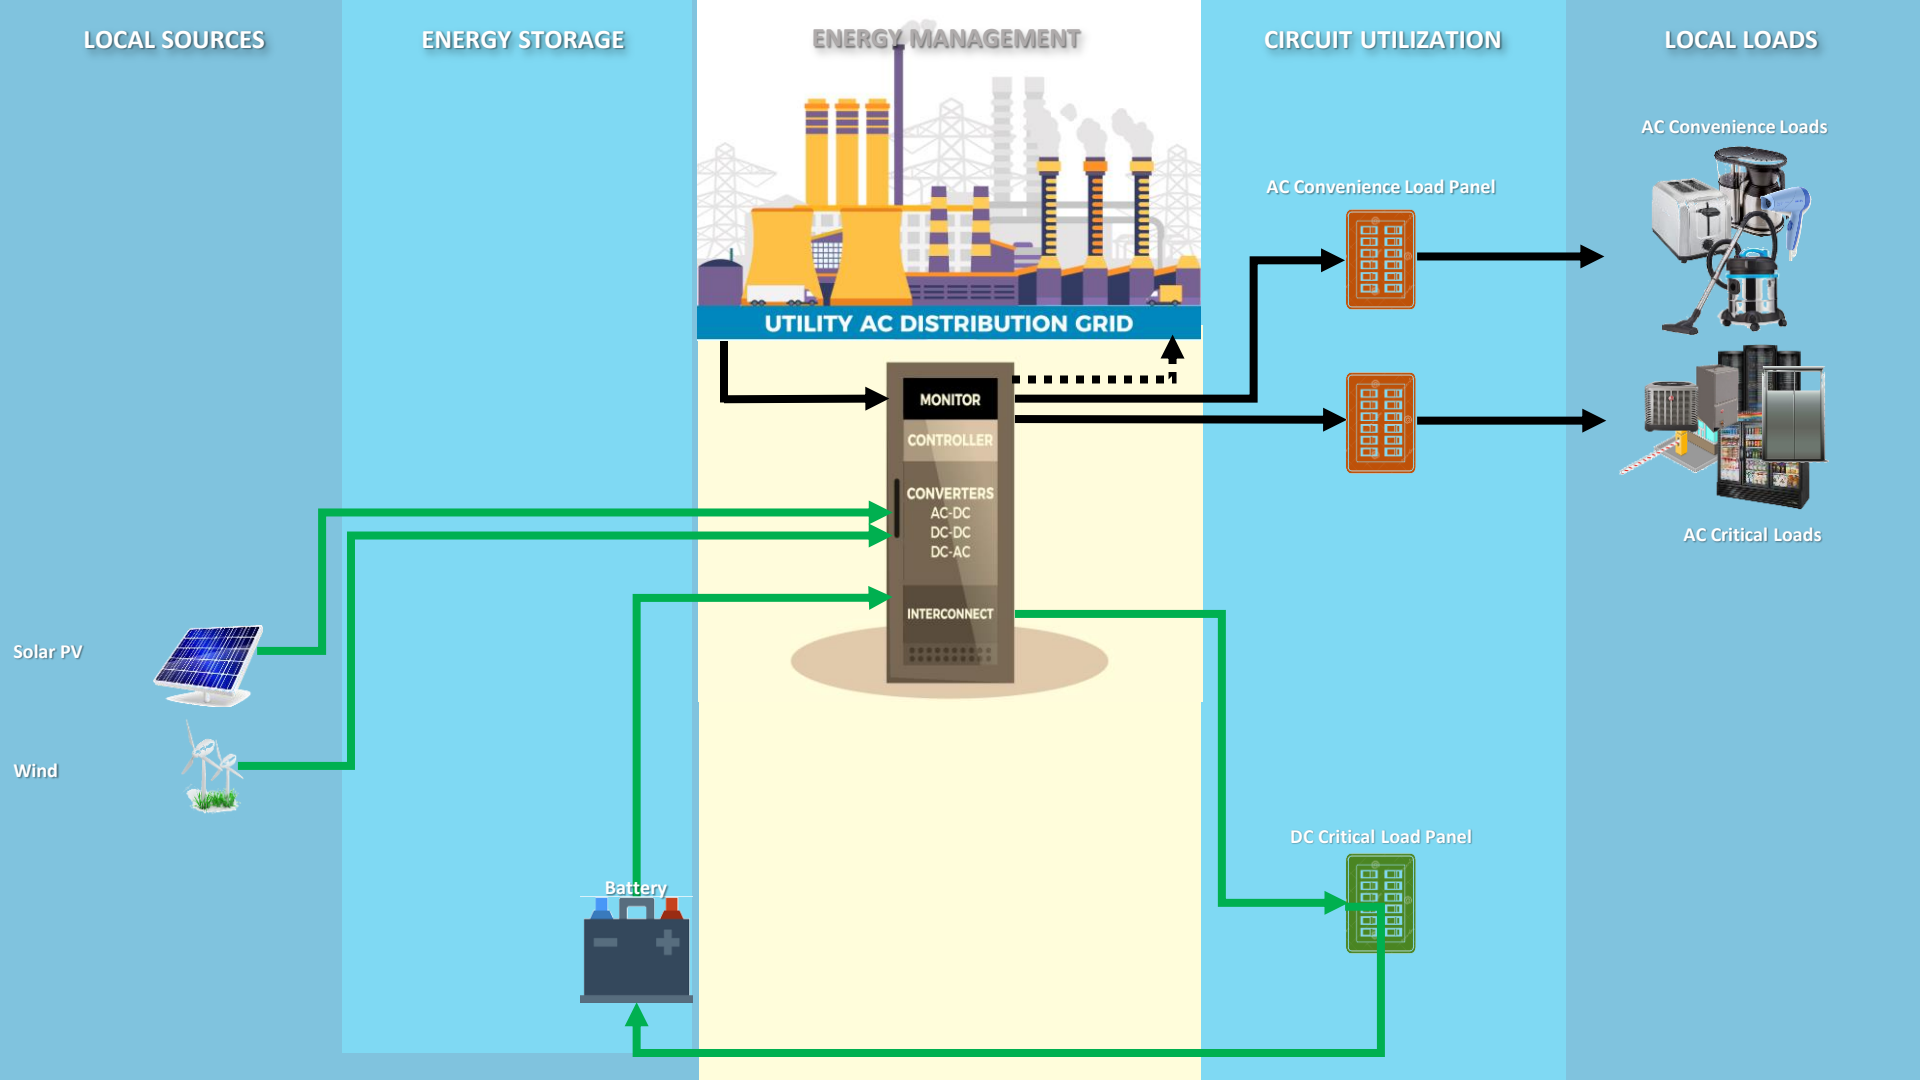 LOCAL SOURCES
ENERGY STORAGE
ENERGY MANAGEMENT
CIRCUIT UTILIZATION
LOCAL LOADS
AC Convenience Loads
AC Convenience Load Panel
UTILITY AC DISTRIBUTION GRID
MONITOR
CONTROLLER
CONVERTERS
AC-DC
DC-DC
DC-AC
AC Critical Loads
INTERCONNECT
Solar PV
Wind
DC Critical Load Panel
Battery